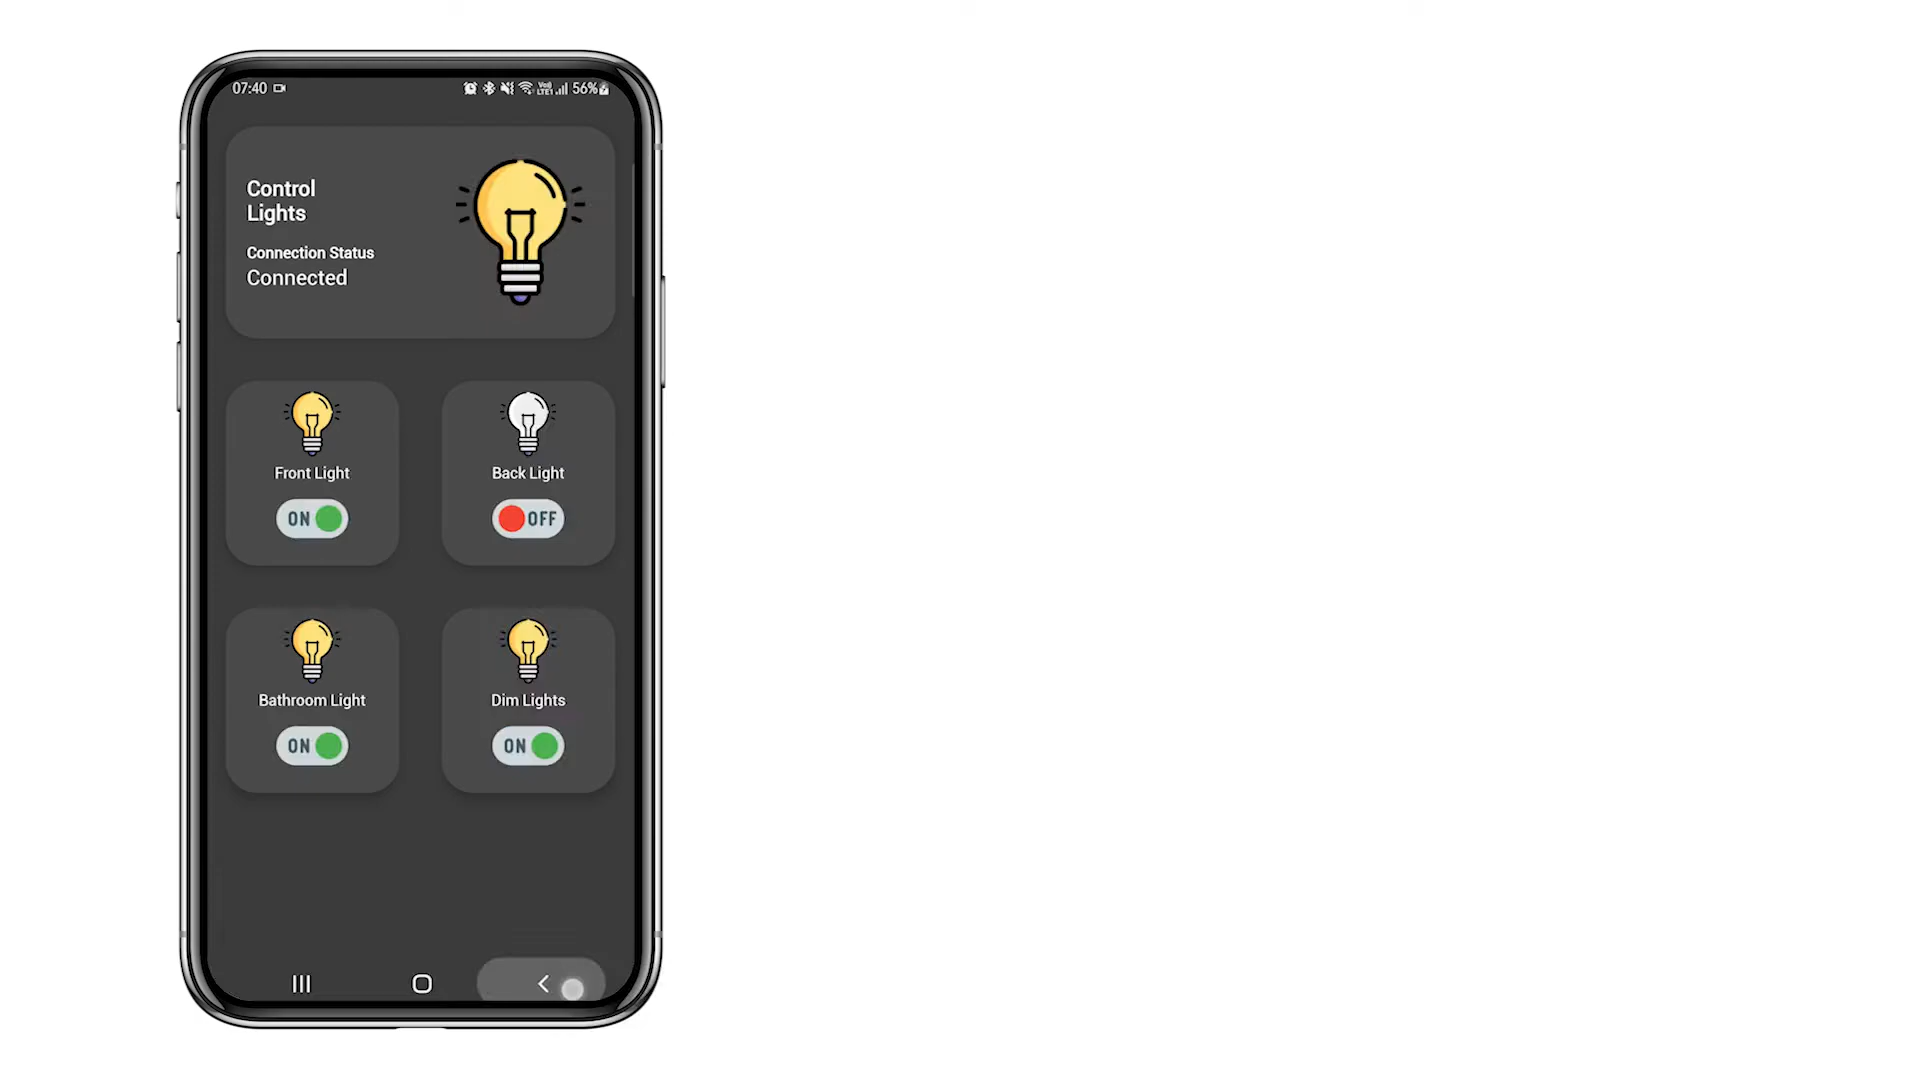 07:40
56%
Control
Lights
Connection Status
Connected
Front Light
Back Light
ON
OFF
Bathroom Light
Dim Lights
ON
ON